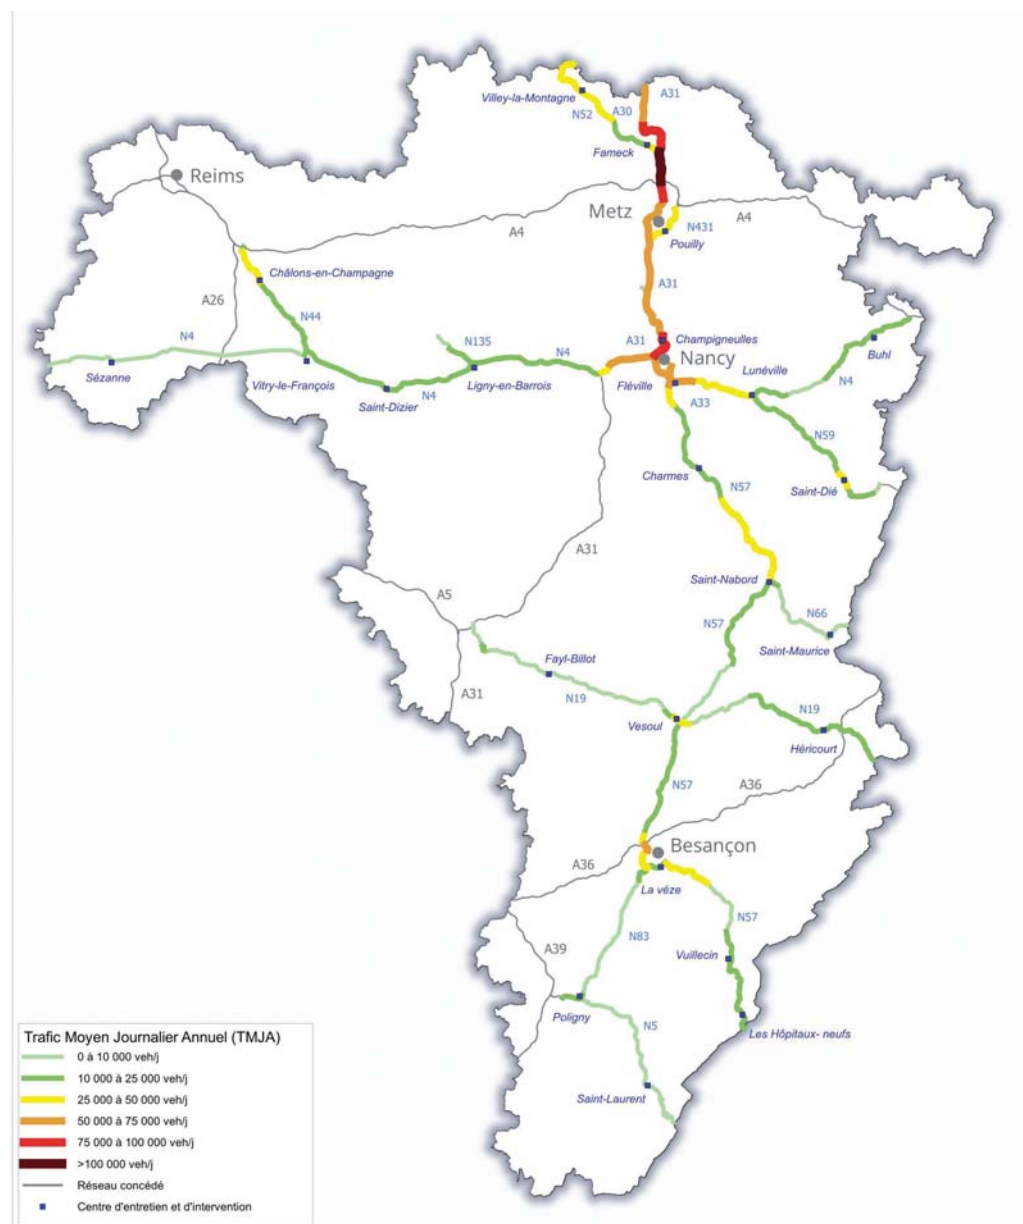 Villey-la-Montagne
A31
A30
N52
Fameck
Reims
Metz
N431
A4
A4
Pouilly
Châlons-en-Champagne
A31
A26
N44
Champigneulles
N4
N135
A31
Nancy
Buhl
N4
Lunéville
Sézanne
Vitry-le-François
Ligny-en-Barrois
Fléville
N4
Saint-Dizier
N4
A33
N59
Charmes
N57
Saint-Dié
A31
Saint-Nabord
A5
N66
N57
Saint-Maurice
Fayl-Billot
A31
N19
N19
Vesoul
Héricourt
N57
A36
Besançon
A36
La vèze
N57
N83
A39
Vuillecin
Poligny
N5
Les Hôpitaux- neufs
Saint-Laurent
Trafic Moyen Journalier Annuel (TMJA)
0 à 10 000 veh/j
10 000 à 25 000 veh/j
25 000 à 50 000 veh/j
50 000 à 75 000 veh/j
75 000 à 100 000 veh/j
>100 000 veh/j
Réseau concédé
Centre d'entretien et d'intervention